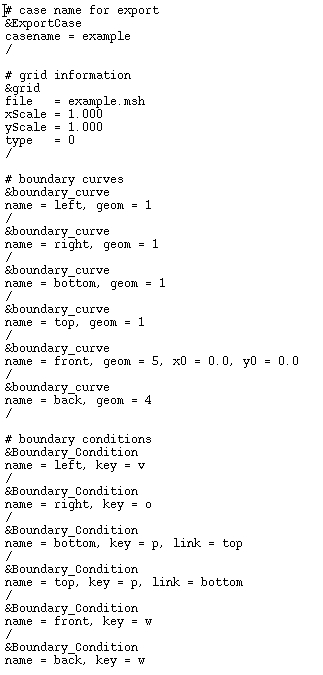 # case name for export
&ExportCase
casename = example
/
# grid information
&grid
file   = example.msh
xScale = 1.000
yScale = 1.000
type   = 0
/
# boundary curves
&boundary_curve
name = left, geom = 1
/
&boundary_curve
name = right, geom = 1
/
&boundary_curve
name = bottom, geom = 1
/
&boundary_curve
name = top, geom = 1
/
&boundary_curve
name = front, geom = 5, x0 = 0.0, y0 = 0.0
/
&boundary_curve
name = back, geom = 4
/
# boundary conditions
&Boundary_Condition
name = left, key = v
/
&Boundary_Condition
name = right, key = o
/
&Boundary_Condition
name = bottom, key = p, link = top
/
&Boundary_Condition
name = top, key = p, link = bottom
/
&Boundary_Condition
name = front, key = w
/
&Boundary_Condition
name = back, key = w